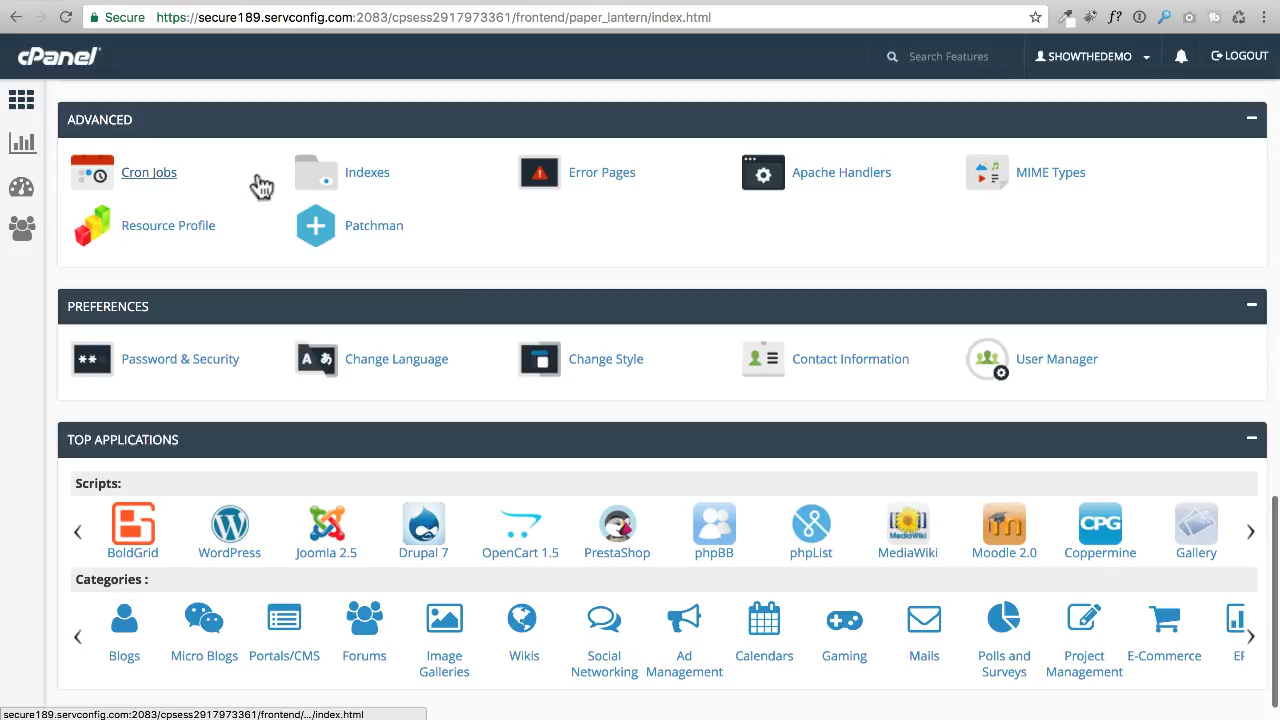 Secure https://secure189.servconfig.com:2083/cpsess2917973361/frontend/paper_lantern/index.html
cPanel Search Features SHOWTHEDEMO LOGOUT
ADVANCED
Cron Jobs Indexes Error Pages Apache Handlers MIME Types
Resource Profile Patchman
PREFERENCES
** Password & Security A あ Change Language Change Style Contact Information User Manager
TOP APPLICATIONS
Scripts:
MediaWiki CPG
BoldGrid WordPress Joomla 2.5 Drupal 7 OpenCart 1.5 PrestaShop phpBB phpList MediaWiki Moodle 2.0 Coppermine Gallery
Categories :
Blogs Micro Blogs Portals/CMS Forums Image Galleries Wikis Social Networking Ad Management Calendars Gaming Mails Polls and Surveys Project Management E-Commerce
secure189.servconfig.com:2083/cpsess2917973361/frontend/.../index.html